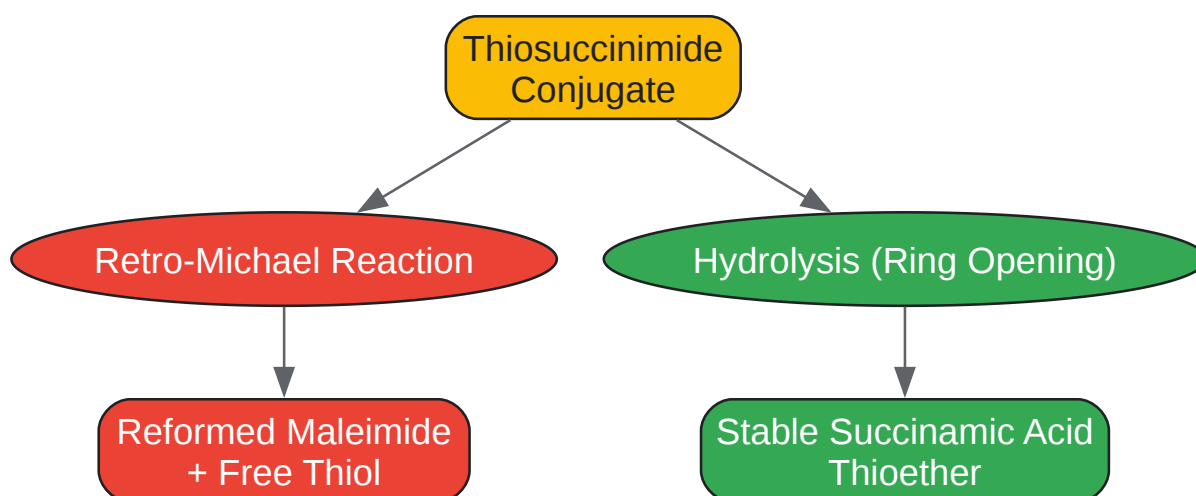 Thiosuccinimide
Conjugate
Retro-Michael Reaction
Hydrolysis (Ring Opening)
Reformed Maleimide
+ Free Thiol
Stable Succinamic Acid
Thioether